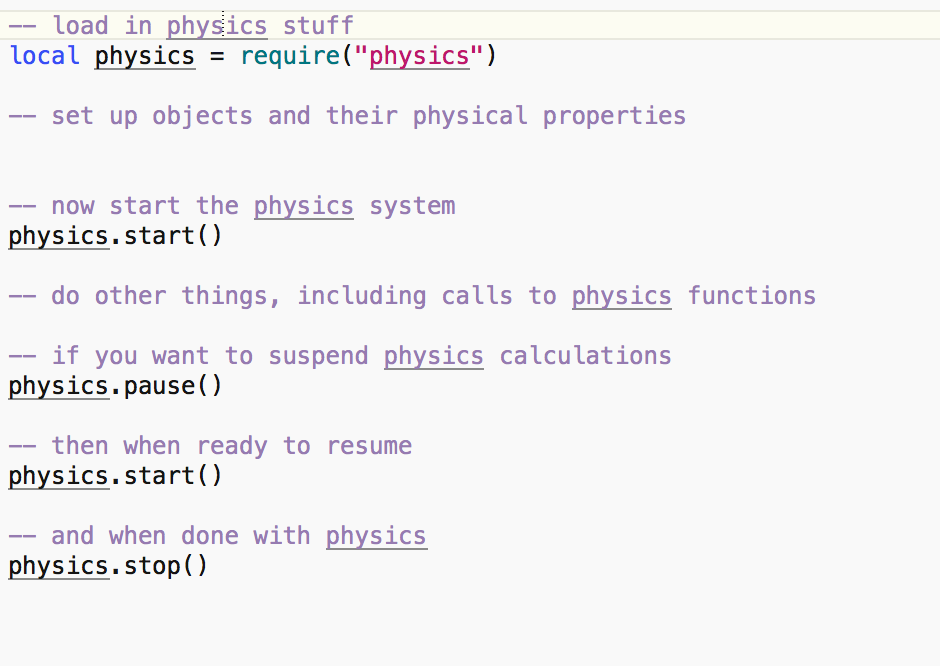 -- load in physics stuff
local physics = require("physics")
-- set up objects and their physical properties
-- now start the physics system
physics.start()
-- do other things, including calls to physics functions
-- if you want to suspend physics calculations
physics.pause()
-- then when ready to resume
physics.start()
-- and when done with physics
physics.stop()